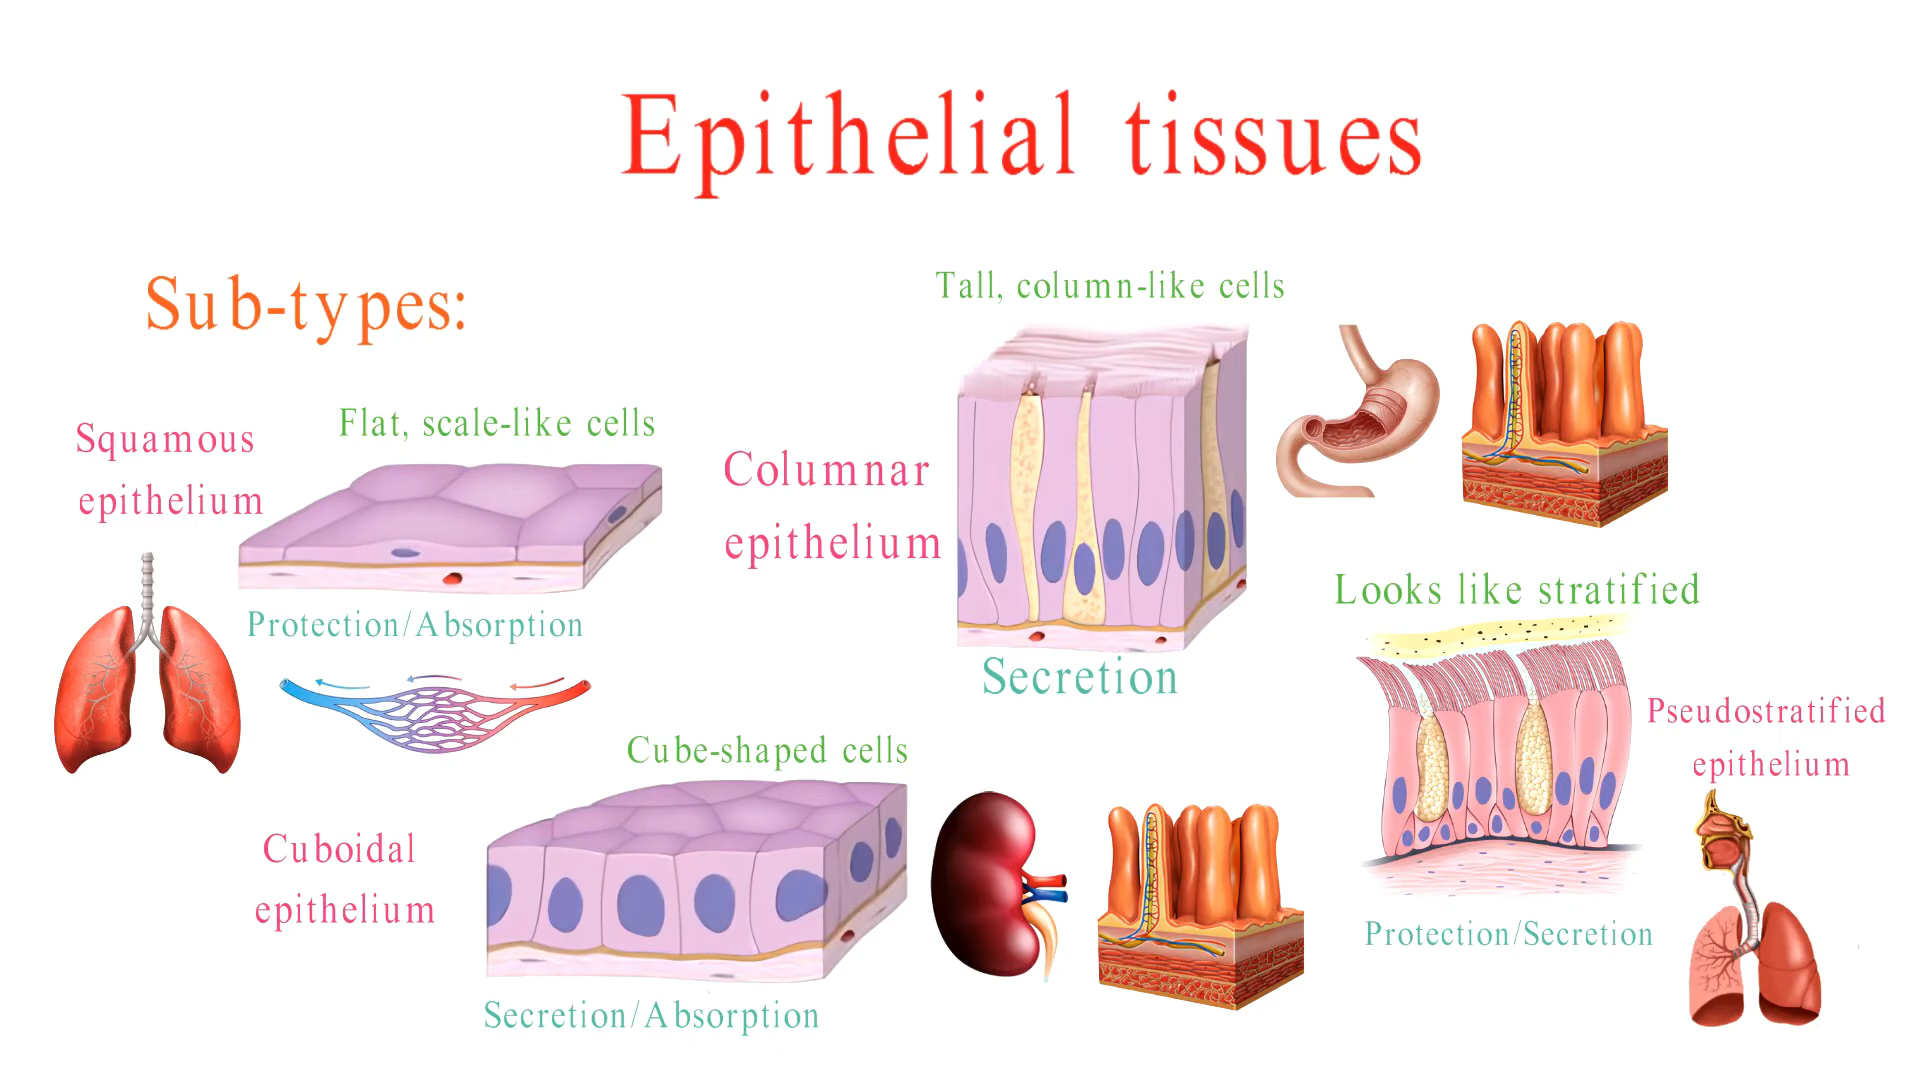 Epithelial tissues
Sub-types:
Squamous
epithelium
Flat, scale-like cells
Protection/Absorption
Cuboidal
epithelium
Cube-shaped cells
Secretion/Absorption
Columnar
epithelium
Tall, column-like cells
Secretion
Looks like stratified
Pseudostratified
epithelium
Protection/Secretion